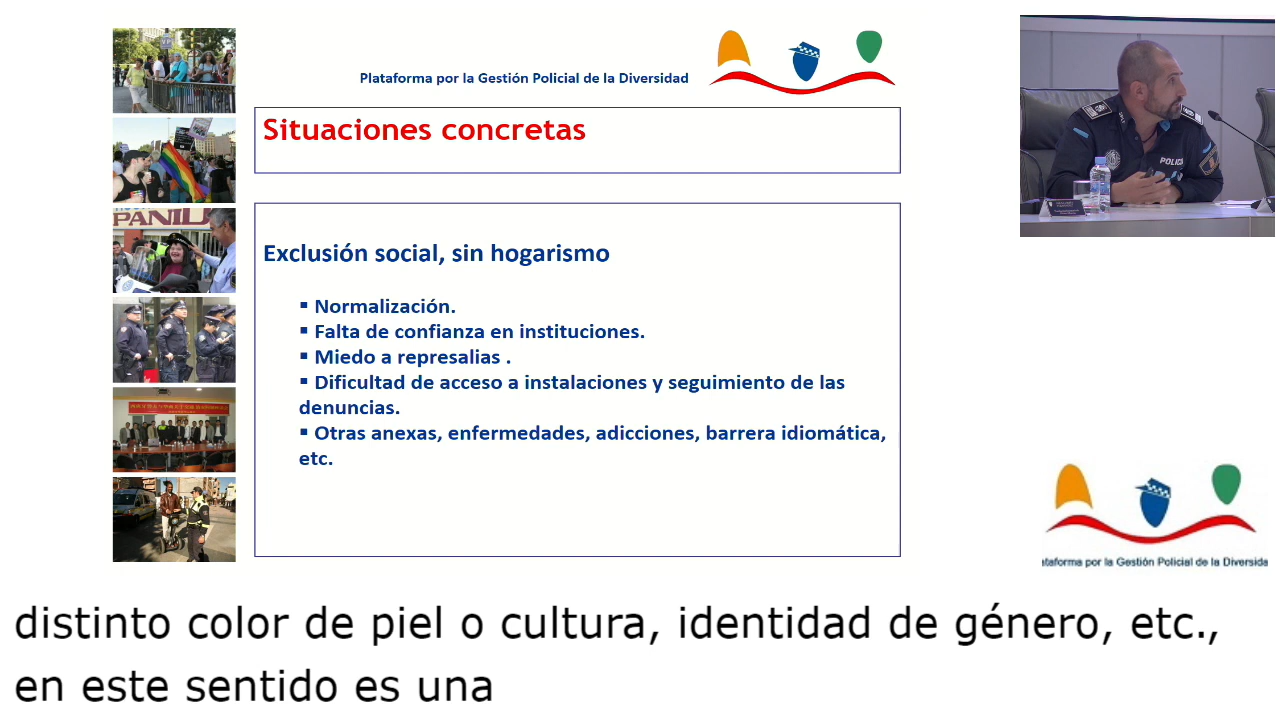 Plataforma por la Gestión Policial de la Diversidad
Situaciones concretas
Exclusión social, sin hogarismo
▪ Normalización.
▪ Falta de confianza en instituciones.
▪ Miedo a represalias .
▪ Dificultad de acceso a instalaciones y seguimiento de las
denuncias.
▪ Otras anexas, enfermedades, adicciones, barrera idiomática,
etc.
PANIL
POLICÍA
ataforma por la Gestión Policial de la Diversida
distinto color de piel o cultura, identidad de género, etc.,
en este sentido es una